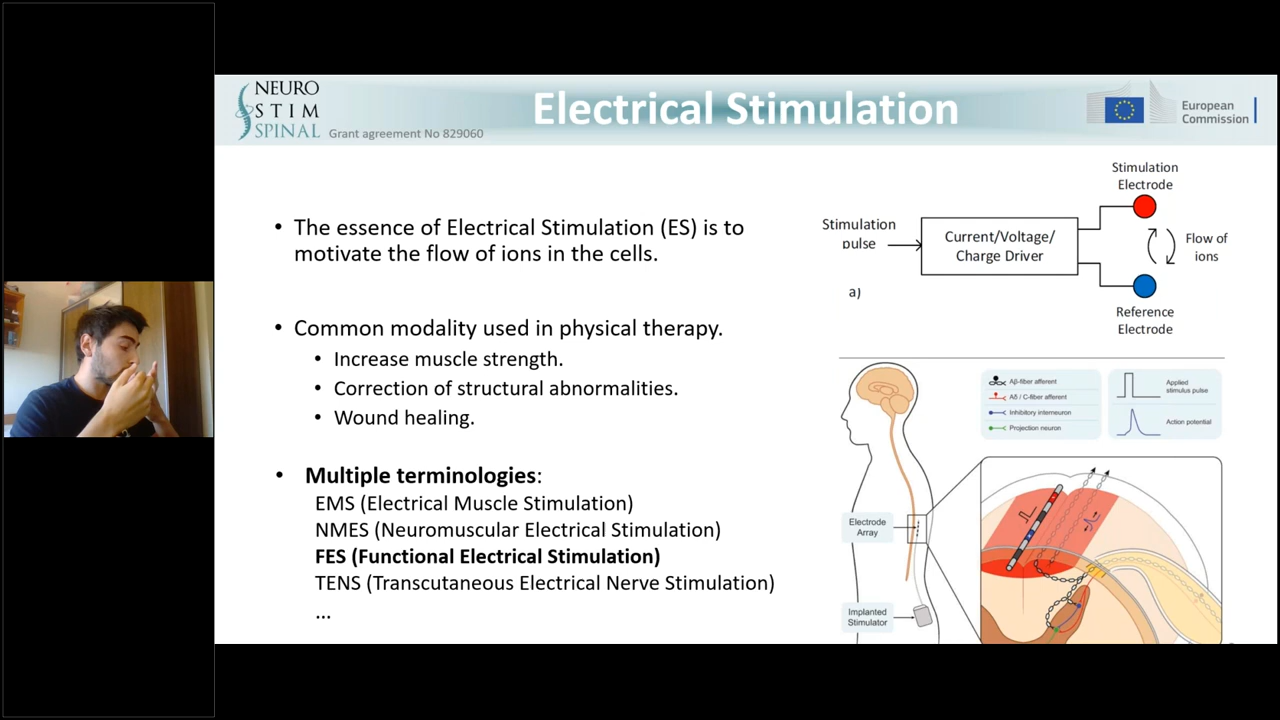 NEURO
STIM
SPINAL
Grant agreement No 829060
Electrical Stimulation
European
Commission
• The essence of Electrical Stimulation (ES) is to
motivate the flow of ions in the cells.
• Common modality used in physical therapy.
• Increase muscle strength.
• Correction of structural abnormalities.
• Wound healing.
• Multiple terminologies:
EMS (Electrical Muscle Stimulation)
NMES (Neuromuscular Electrical Stimulation)
FES (Functional Electrical Stimulation)
TENS (Transcutaneous Electrical Nerve Stimulation)
...
Stimulation
Electrode
Stimulation
pulse
Current/Voltage/
Charge Driver
Flow of
ions
a)
Reference
Electrode
Aβ-fiber afferent
Aδ / C-fiber afferent
Inhibitory interneuron
Projection neuron
Applied
stimulus pulse
Action potential
Electrode
Array
Implanted
Stimulator